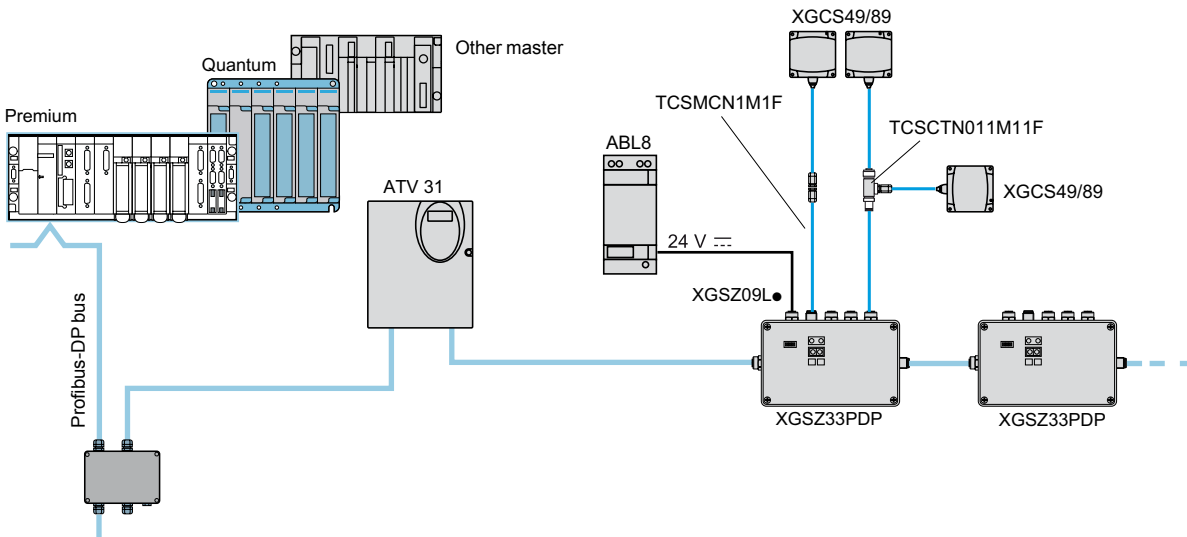 XGCS49/89
Other master
Quantum
TCSMCN1M1F
Premium
TCSCTN011M11F
ABL8
ATV 31
XGCS49/89
24 V
XGSZ09L●
Profibus-DP bus
XGSZ33PDP
XGSZ33PDP